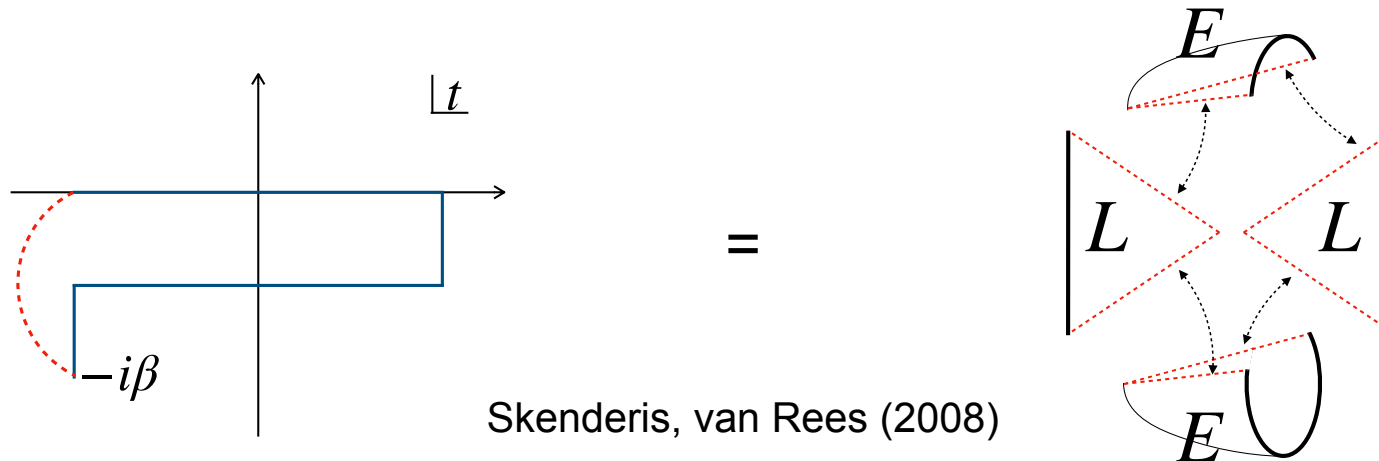 t
−iβ
=
E
L
L
E
Skenderis, van Rees (2008)